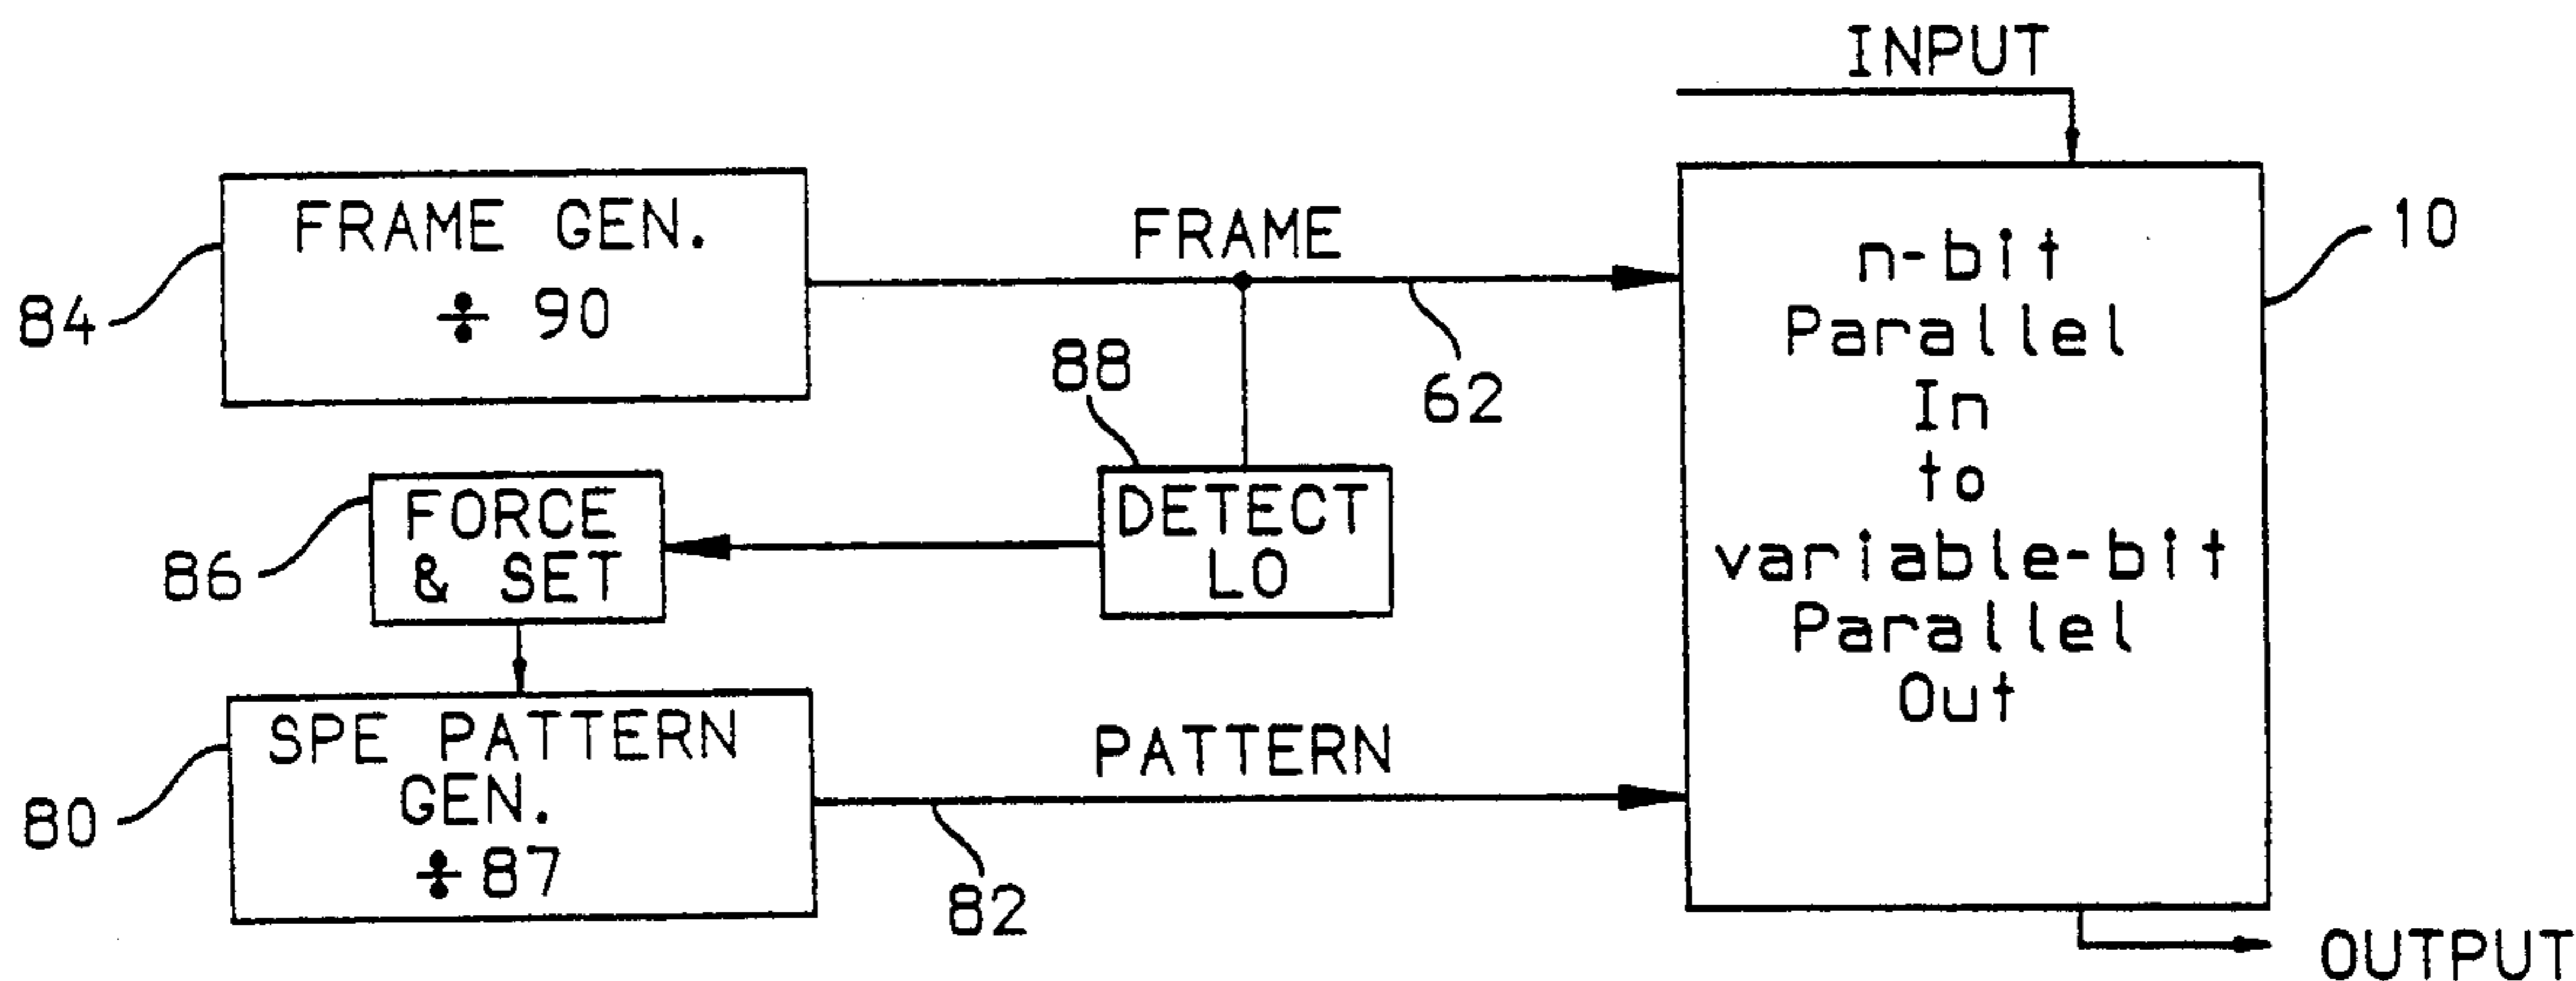 INPUT
FRAME GEN.
÷ 90
84
FRAME
62
n-bit
Parallel
In
to
variable-bit
Parallel
Out
10
88
DETECT
LO
FORCE
& SET
86
SPE PATTERN
GEN.
÷ 87
80
PATTERN
82
OUTPUT